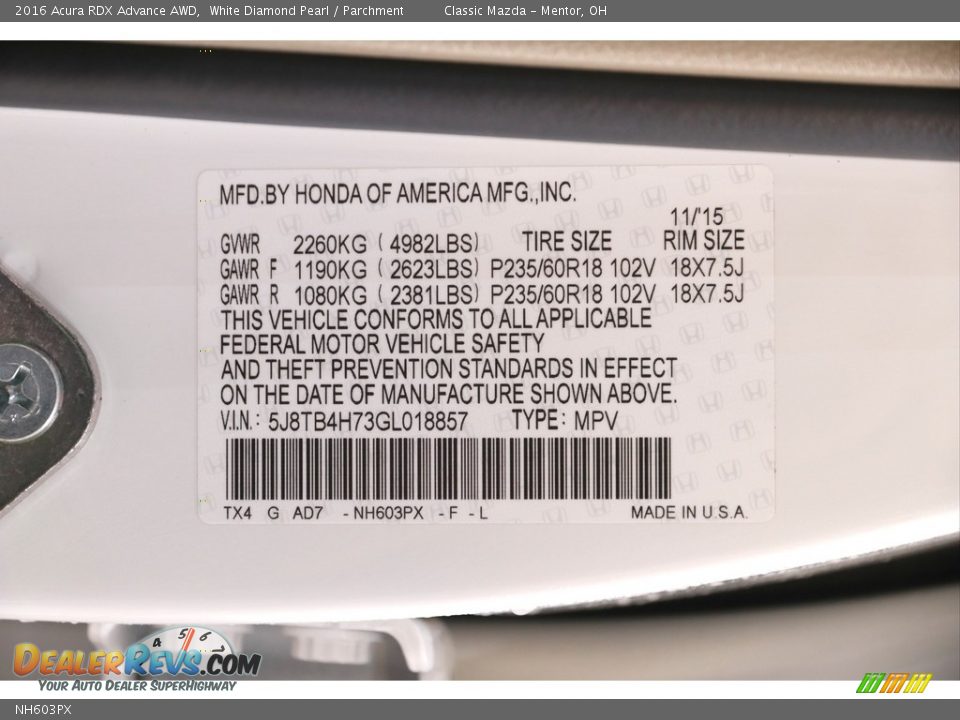 2016 Acura RDX Advance AWD, White Diamond Pearl / Parchment Classic Mazda - Mentor, OH
MFD.BY HONDA OF AMERICA MFG.,INC.
11/'15
GVWR 2260KG ( 4982LBS) TIRE SIZE RIM SIZE
GAWR F 1190KG ( 2623LBS) P235/60R18 102V 18X7.5J
GAWR R 1080KG ( 2381LBS) P235/60R18 102V 18X7.5J
THIS VEHICLE CONFORMS TO ALL APPLICABLE
FEDERAL MOTOR VEHICLE SAFETY
AND THEFT PREVENTION STANDARDS IN EFFECT
ON THE DATE OF MANUFACTURE SHOWN ABOVE.
V.I.N.: 5J8TB4H73GL018857 TYPE: MPV
TX4 G AD7 -NH603PX -F -L MADE IN U.S.A.
4 5 6 7
DealerRevs.com
Your Auto Dealer SuperHighway
NH603PX